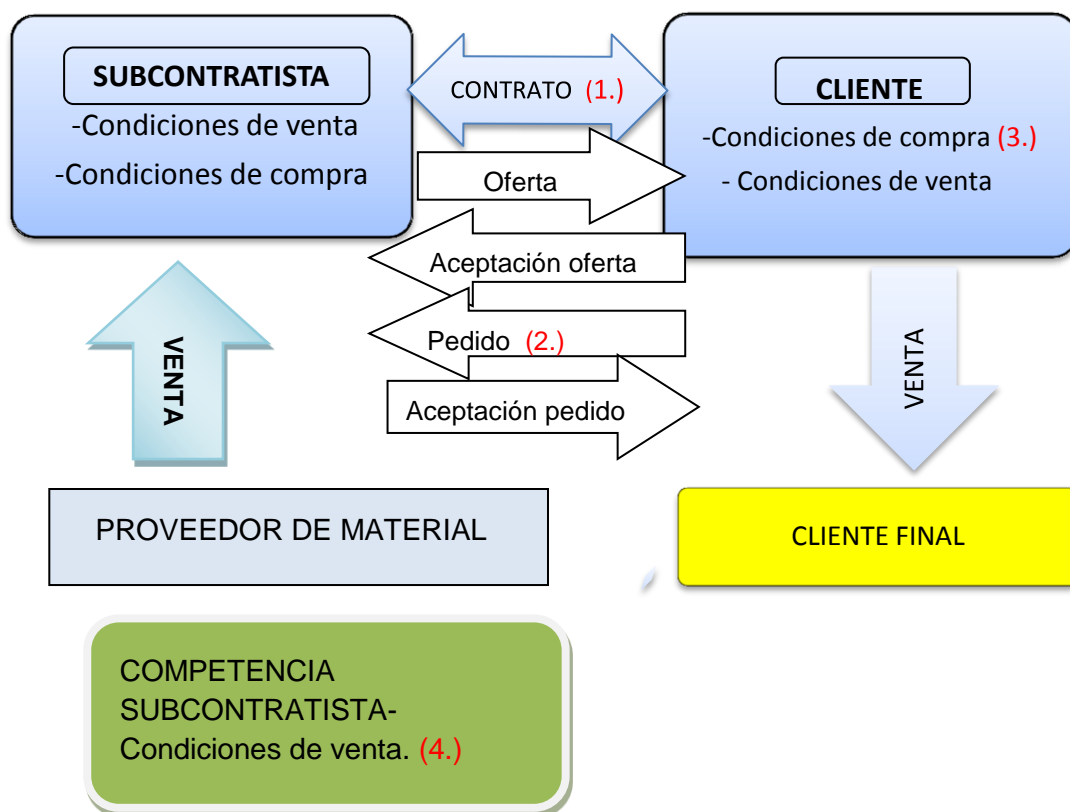 SUBCONTRATISTA
-Condiciones de venta
-Condiciones de compra
CONTRATO (1.)
CLIENTE
-Condiciones de compra (3.)
- Condiciones de venta
Oferta
Aceptación oferta
Pedido (2.)
Aceptación pedido
VENTA
VENTA
PROVEEDOR DE MATERIAL
CLIENTE FINAL
COMPETENCIA
SUBCONTRATISTA-
Condiciones de venta. (4.)